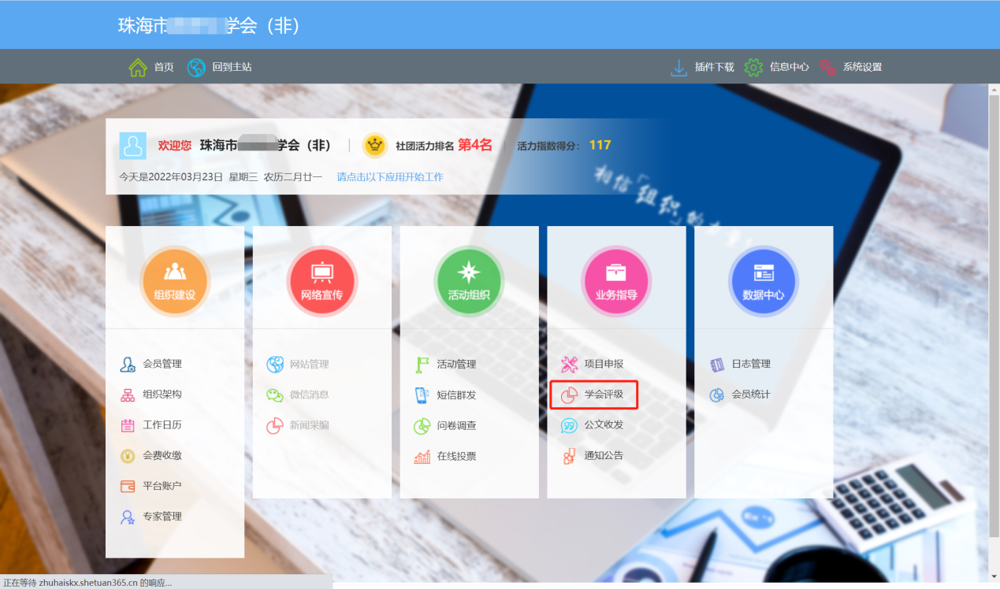 珠海市 学会（非）
首页 回到主站 插件下载 信息中心 系统设置
欢迎您 珠海市 学会（非） 社团活力排名 第4名 活力指数得分： 117
今天是2022年03月23日 星期三 农历二月廿一 请点击以下应用开始工作
相信「组织」的力量！
组织建设
会员管理
组织架构
工作日历
会费收缴
平台账户
专家管理
网络宣传
网站管理
微信消息
新闻采编
活动组织
活动管理
短信群发
问卷调查
在线投票
业务指导
项目申报
学会评级
公文收发
通知公告
数据中心
日志管理
会员统计
正在等待 zhuhaiskx.shetuan365.cn 的响应...